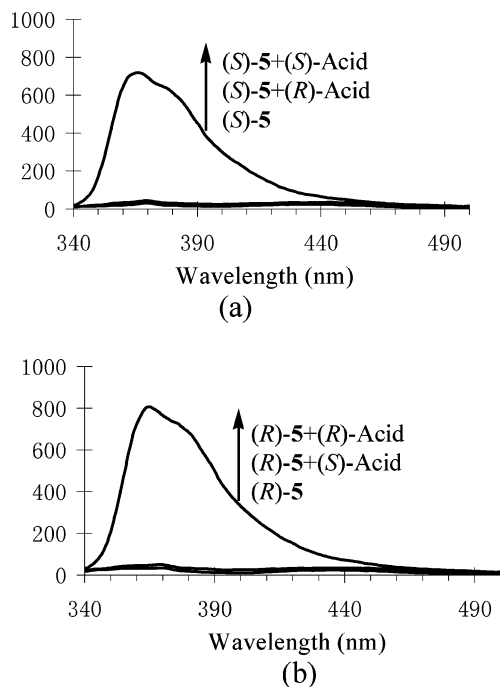 1000
800
600
400
200
0
(S)-5+(S)-Acid
(S)-5+(R)-Acid
(S)-5
340 390 440 490
Wavelength (nm)
(a)
1000
800
600
400
200
0
(R)-5+(R)-Acid
(R)-5+(S)-Acid
(R)-5
340 390 440 490
Wavelength (nm)
(b)